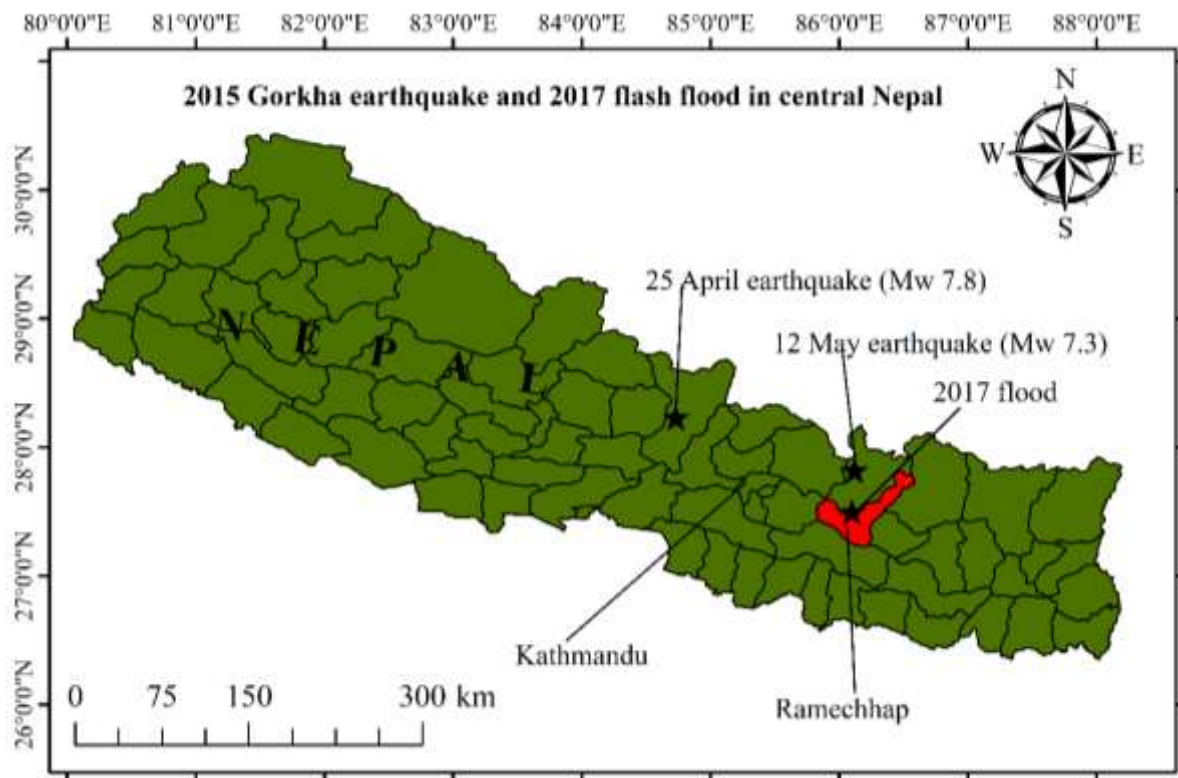 80°0'0"E 81°0'0"E 82°0'0"E 83°0'0"E 84°0'0"E 85°0'0"E 86°0'0"E 87°0'0"E 88°0'0"E
2015 Gorkha earthquake and 2017 flash flood in central Nepal
N
W E
S
30°0'0"N
29°0'0"N
28°0'0"N
27°0'0"N
26°0'0"N
25 April earthquake (Mw 7.8)
12 May earthquake (Mw 7.3)
2017 flood
N E P A L
Kathmandu
Ramechhap
0 75 150 300 km